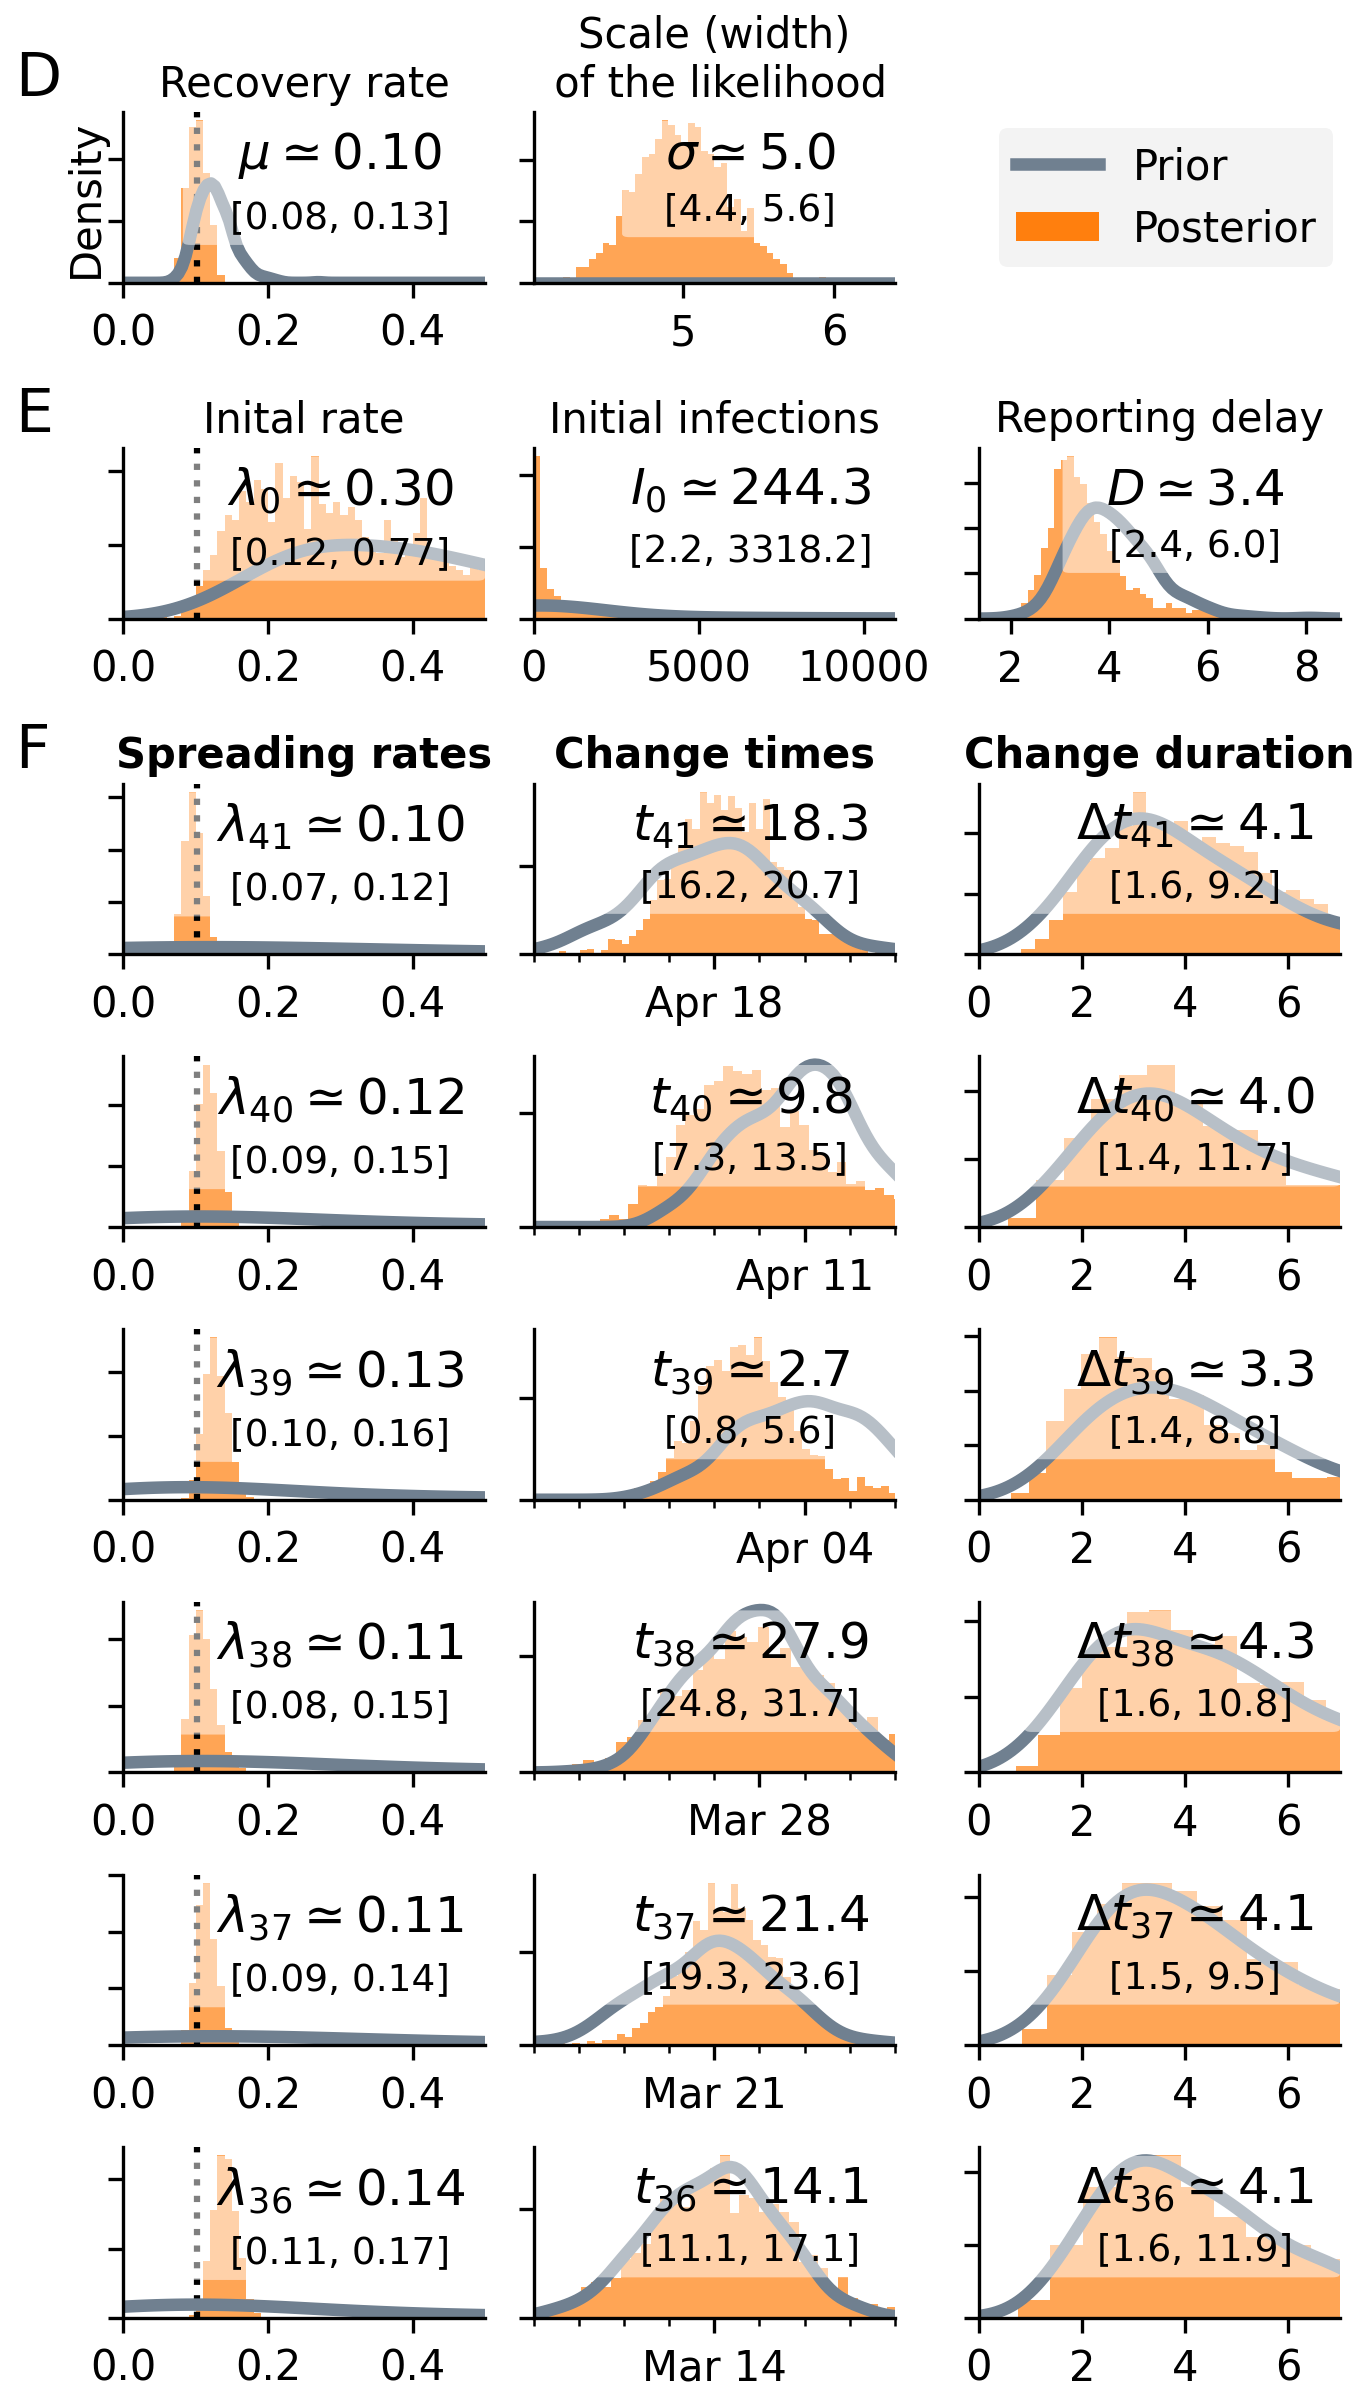 Scale (width)
D Recovery rate of the likelihood
Density
μ ≃ 0.10
[0.08, 0.13]
σ ≃ 5.0
[4.4, 5.6]
Prior
Posterior
0.0 0.2 0.4
5 6
E Inital rate Initial infections Reporting delay
λ₀ ≃ 0.30
[0.12, 0.77]
I₀ ≃ 244.3
[2.2, 3318.2]
D ≃ 3.4
[2.4, 6.0]
0.0 0.2 0.4
0 5000 10000
2 4 6 8
F Spreading rates Change times Change duration
λ₄₁ ≃ 0.10
[0.07, 0.12]
t₄₁ ≃ 18.3
[16.2, 20.7]
Δt₄₁ ≃ 4.1
[1.6, 9.2]
0.0 0.2 0.4
Apr 18
0 2 4 6
λ₄₀ ≃ 0.12
[0.09, 0.15]
t₄₀ ≃ 9.8
[7.3, 13.5]
Δt₄₀ ≃ 4.0
[1.4, 11.7]
0.0 0.2 0.4
Apr 11
0 2 4 6
λ₃₉ ≃ 0.13
[0.10, 0.16]
t₃₉ ≃ 2.7
[0.8, 5.6]
Δt₃₉ ≃ 3.3
[1.4, 8.8]
0.0 0.2 0.4
Apr 04
0 2 4 6
λ₃₈ ≃ 0.11
[0.08, 0.15]
t₃₈ ≃ 27.9
[24.8, 31.7]
Δt₃₈ ≃ 4.3
[1.6, 10.8]
0.0 0.2 0.4
Mar 28
0 2 4 6
λ₃₇ ≃ 0.11
[0.09, 0.14]
t₃₇ ≃ 21.4
[19.3, 23.6]
Δt₃₇ ≃ 4.1
[1.5, 9.5]
0.0 0.2 0.4
Mar 21
0 2 4 6
λ₃₆ ≃ 0.14
[0.11, 0.17]
t₃₆ ≃ 14.1
[11.1, 17.1]
Δt₃₆ ≃ 4.1
[1.6, 11.9]
0.0 0.2 0.4
Mar 14
0 2 4 6